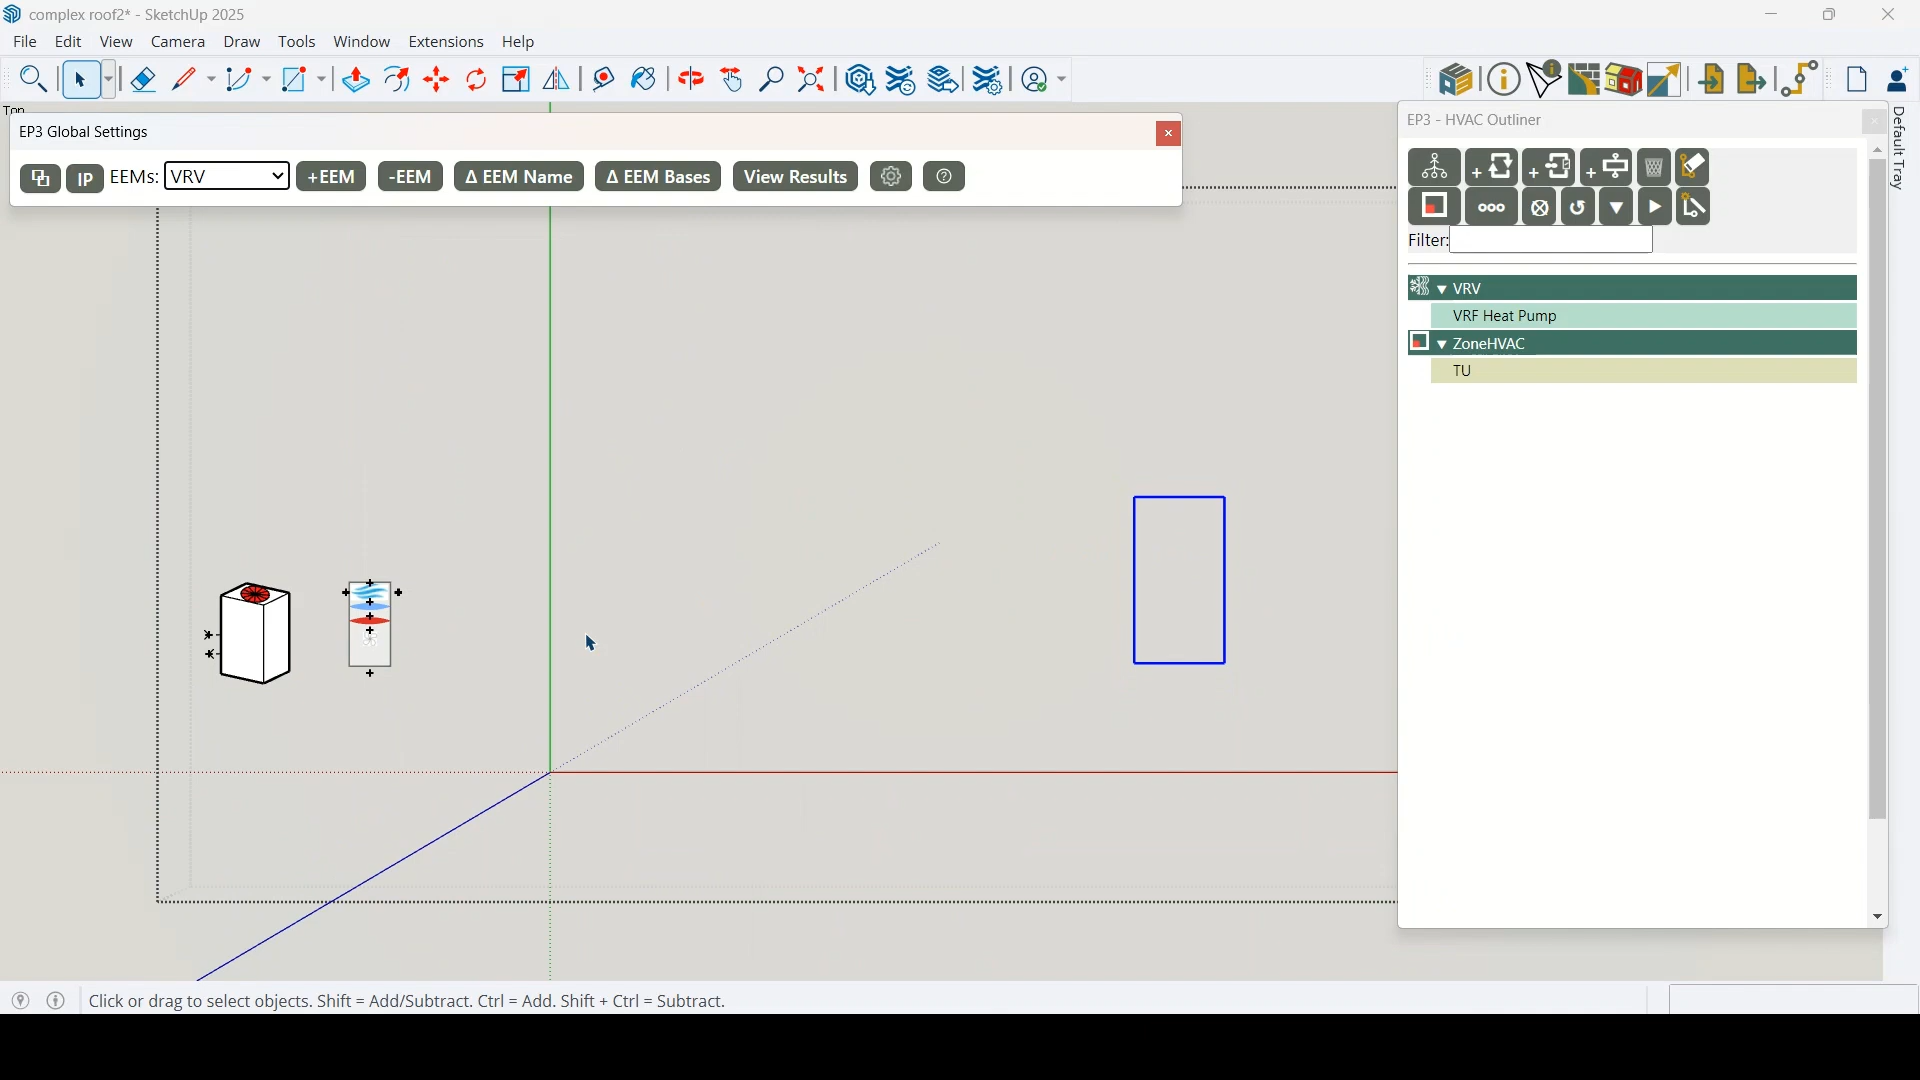 complex roof2* - SketchUp 2025
File Edit View Camera Draw Tools Window Extensions Help
Top
EP3 Global Settings
IP EEMs: VRV +EEM -EEM Δ EEM Name Δ EEM Bases View Results
EP3 - HVAC Outliner
Default Tray
Filter:
VRV
VRF Heat Pump
ZoneHVAC
TU
Click or drag to select objects. Shift = Add/Subtract. Ctrl = Add. Shift + Ctrl = Subtract.